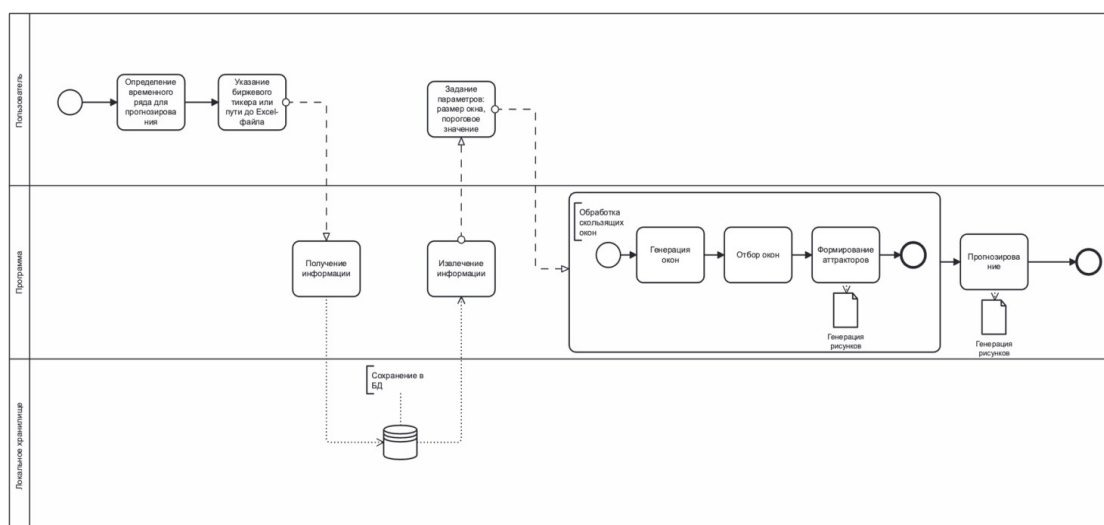 Пользователь
Определение
временного
ряда для
прогнозирова
ния
Указание
биржевого
тикера или
пути до Excel-
файла
Задание
параметров:
размер окна,
пороговое
значение
Программа
Получение
информации
Извлечение
информации
Обработка
скользящих
окон
Генерация
окон
Отбор окон
Формирование
аттракторов
Генерация
рисунков
Прогнозирова
ние
Генерация
рисунков
Локальное хранилище
Сохранение в
БД